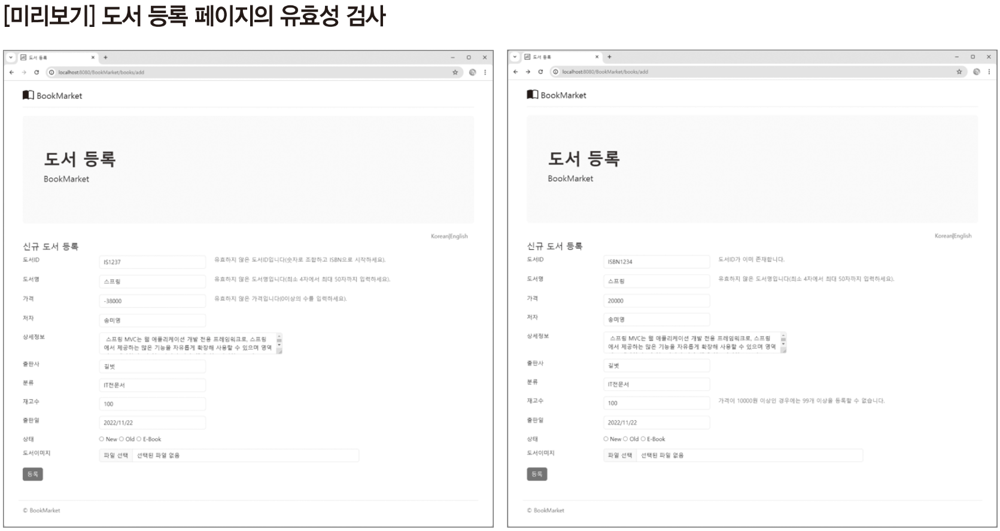 [미리보기] 도서 등록 페이지의 유효성 검사
도서 등록
localhost:8080/BookMarket/books/add
BookMarket
도서 등록
BookMarket
Korean|English
신규 도서 등록
도서ID IS1237 유효하지 않은 도서ID입니다(숫자로 조합하고 ISBN으로 시작하세요).
도서명 스프링 유효하지 않은 도서명입니다(최소 4자에서 최대 50자까지 입력하세요).
가격 -38000 유효하지 않은 가격입니다(0이상의 수를 입력하세요).
저자 송미영
상세정보 스프링 MVC는 웹 애플리케이션 개발 전용 프레임워크로, 스프링
에서 제공하는 많은 기능을 자유롭게 확장해 사용할 수 있으며 영역
출판사 길벗
분류 IT전문서
재고수 100
출판일 2022/11/22
상태 New Old E-Book
도서이미지 파일 선택 선택된 파일 없음
등록
© BookMarket
도서 등록
localhost:8080/BookMarket/books/add
BookMarket
도서 등록
BookMarket
Korean|English
신규 도서 등록
도서ID ISBN1234 도서ID가 이미 존재합니다.
도서명 스프링 유효하지 않은 도서명입니다(최소 4자에서 최대 50자까지 입력하세요).
가격 20000
저자 송미영
상세정보 스프링 MVC는 웹 애플리케이션 개발 전용 프레임워크로, 스프링
에서 제공하는 많은 기능을 자유롭게 확장해 사용할 수 있으며 영역
출판사 길벗
분류 IT전문서
재고수 100 가격이 10000원 이상인 경우에는 99개 이상을 등록할 수 없습니다.
출판일 2022/11/22
상태 New Old E-Book
도서이미지 파일 선택 선택된 파일 없음
등록
© BookMarket